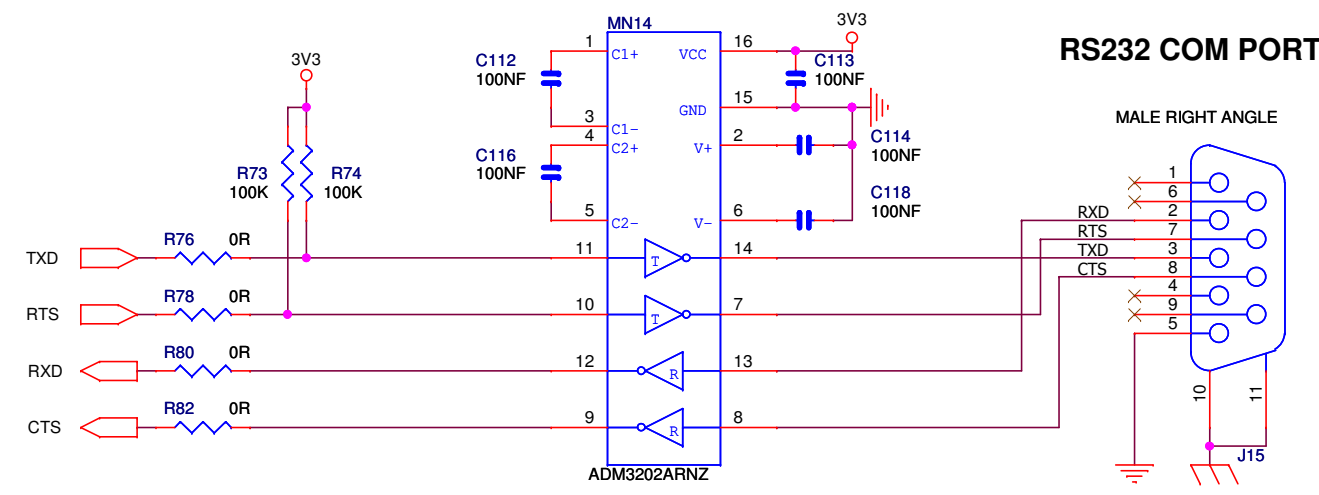 MN14
3V3
RS232 COM PORT
1
C1+
VCC
16
C112
100NF
C113
100NF
3V3
3
C1-
GND
15
MALE RIGHT ANGLE
4
C2+
V+
2
C114
100NF
C116
100NF
R73
100K
R74
100K
5
C2-
V-
6
C118
100NF
1
6
RXD
2
RTS
7
TXD
3
CTS
8
4
9
5
TXD
R76
0R
11
T
14
RTS
R78
0R
10
T
7
RXD
R80
0R
12
R
13
CTS
R82
0R
9
R
8
10
11
J15
ADM3202ARNZ